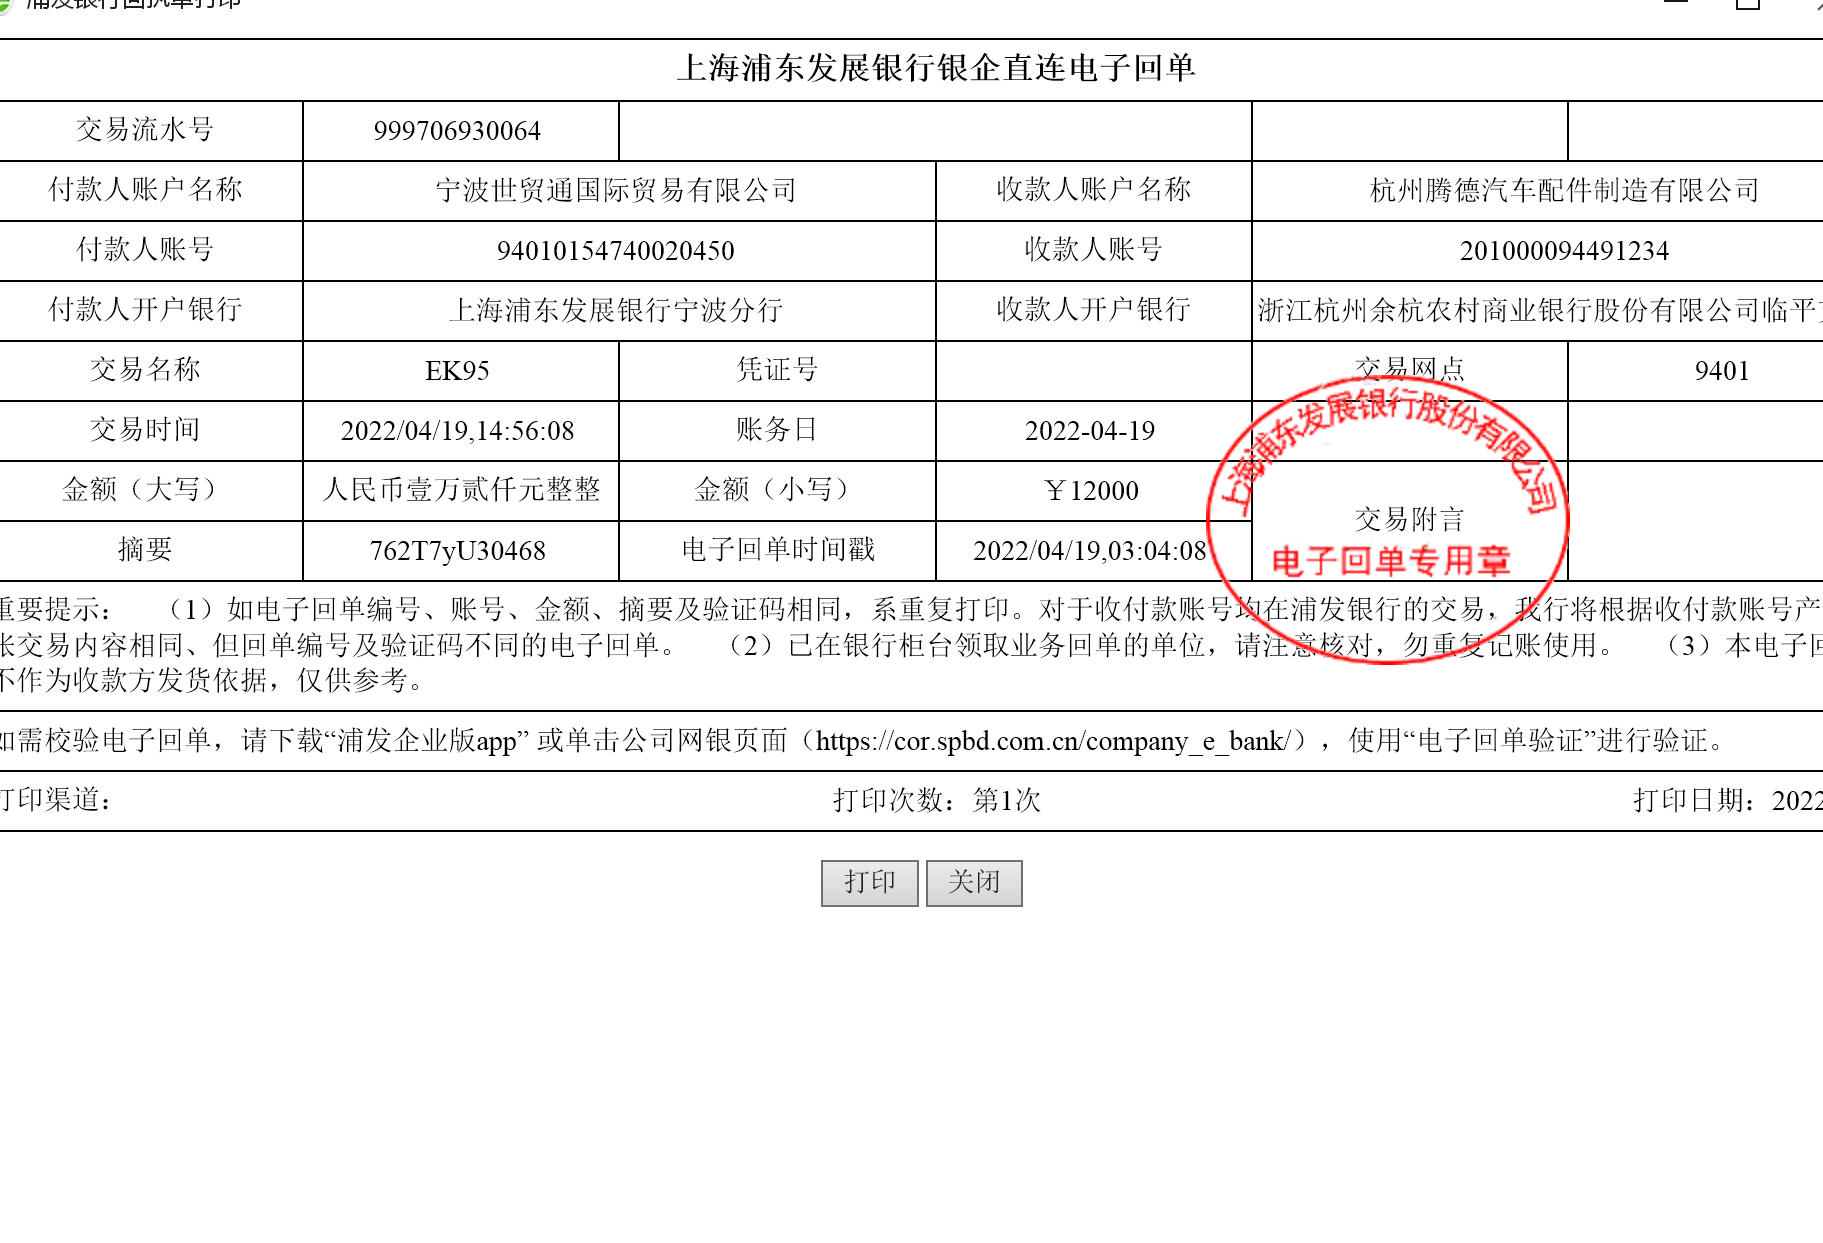 上海浦东发展银行银企直连电子回单
交易流水号 999706930064
付款人账户名称 宁波世贸通国际贸易有限公司 收款人账户名称 杭州腾德汽车配件制造有限公司
付款人账号 94010154740020450 收款人账号 201000094491234
付款人开户银行 上海浦东发展银行宁波分行 收款人开户银行 浙江杭州余杭农村商业银行股份有限公司临平
交易名称 EK95 凭证号 交易网点 9401
交易时间 2022/04/19,14:56:08 账务日 2022-04-19
金额（大写） 人民币壹万贰仟元整整 金额（小写） ￥12000
交易附言
摘要 762T7yU30468 电子回单时间戳 2022/04/19,03:04:08
上海浦东发展银行股份有限公司
电子回单专用章
重要提示： （1）如电子回单编号、账号、金额、摘要及验证码相同，系重复打印。对于收付款账号均在浦发银行的交易，我行将根据收付款账号产
张交易内容相同、但回单编号及验证码不同的电子回单。 （2）已在银行柜台领取业务回单的单位，请注意核对，勿重复记账使用。 （3）本电子回
不作为收款方发货依据，仅供参考。
如需校验电子回单，请下载“浦发企业版app” 或单击公司网银页面（https://cor.spbd.com.cn/company_e_bank/），使用“电子回单验证”进行验证。
打印渠道： 打印次数：第1次 打印日期：2022
打印 关闭